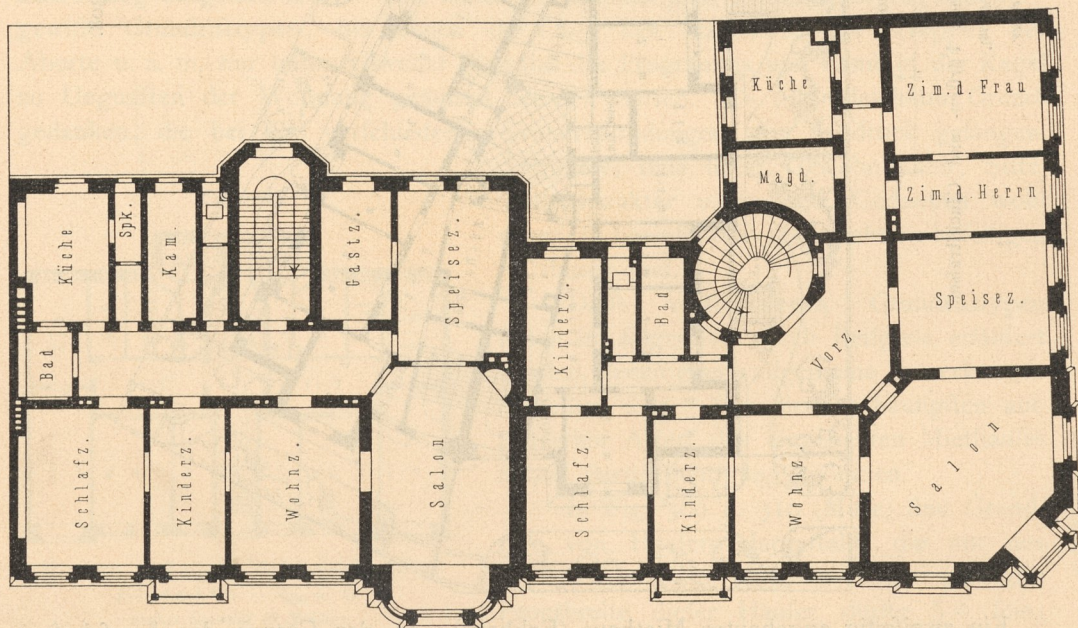 Küche
Zim. d. Frau
Magd.
Zim. d. Herrn
Küche
Spk.
Kam.
Gastz.
Speisez.
Kinderz.
Bad
Vorz.
Speisez.
Bad
Schlafz.
Kinderz.
Wohnz.
Salon
Schlafz.
Kinderz.
Wohnz.
Salon